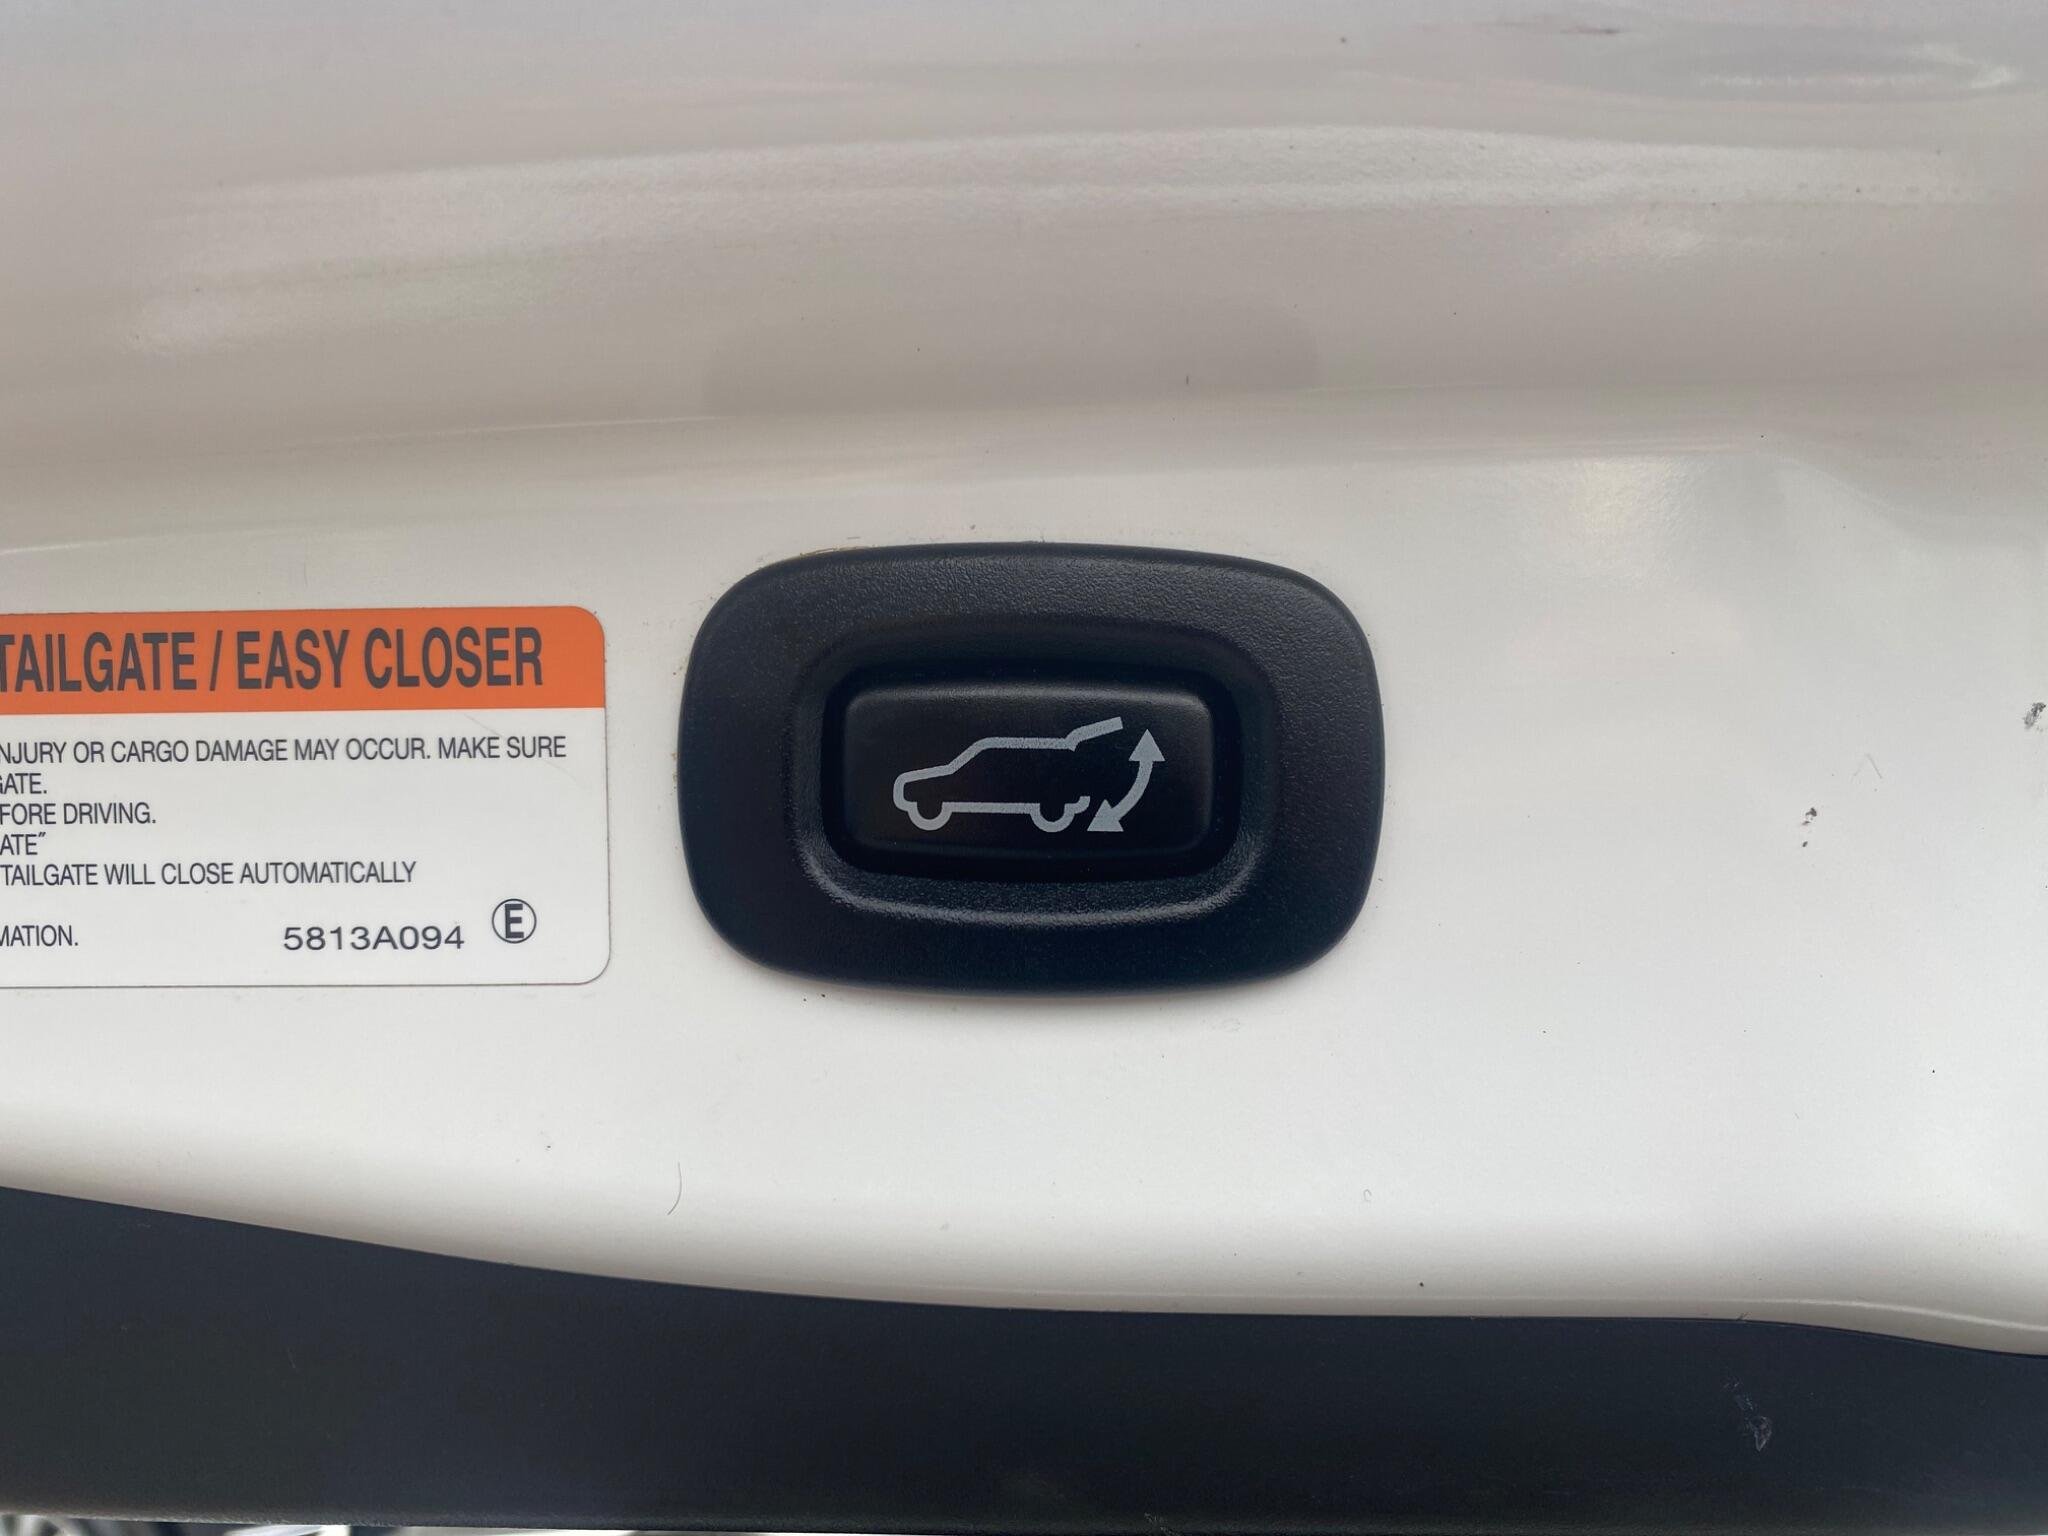 TAILGATE / EASY CLOSER
NJURY OR CARGO DAMAGE MAY OCCUR. MAKE SURE
GATE.
FORE DRIVING.
ATE"
TAILGATE WILL CLOSE AUTOMATICALLY
MATION.
5813A094 E